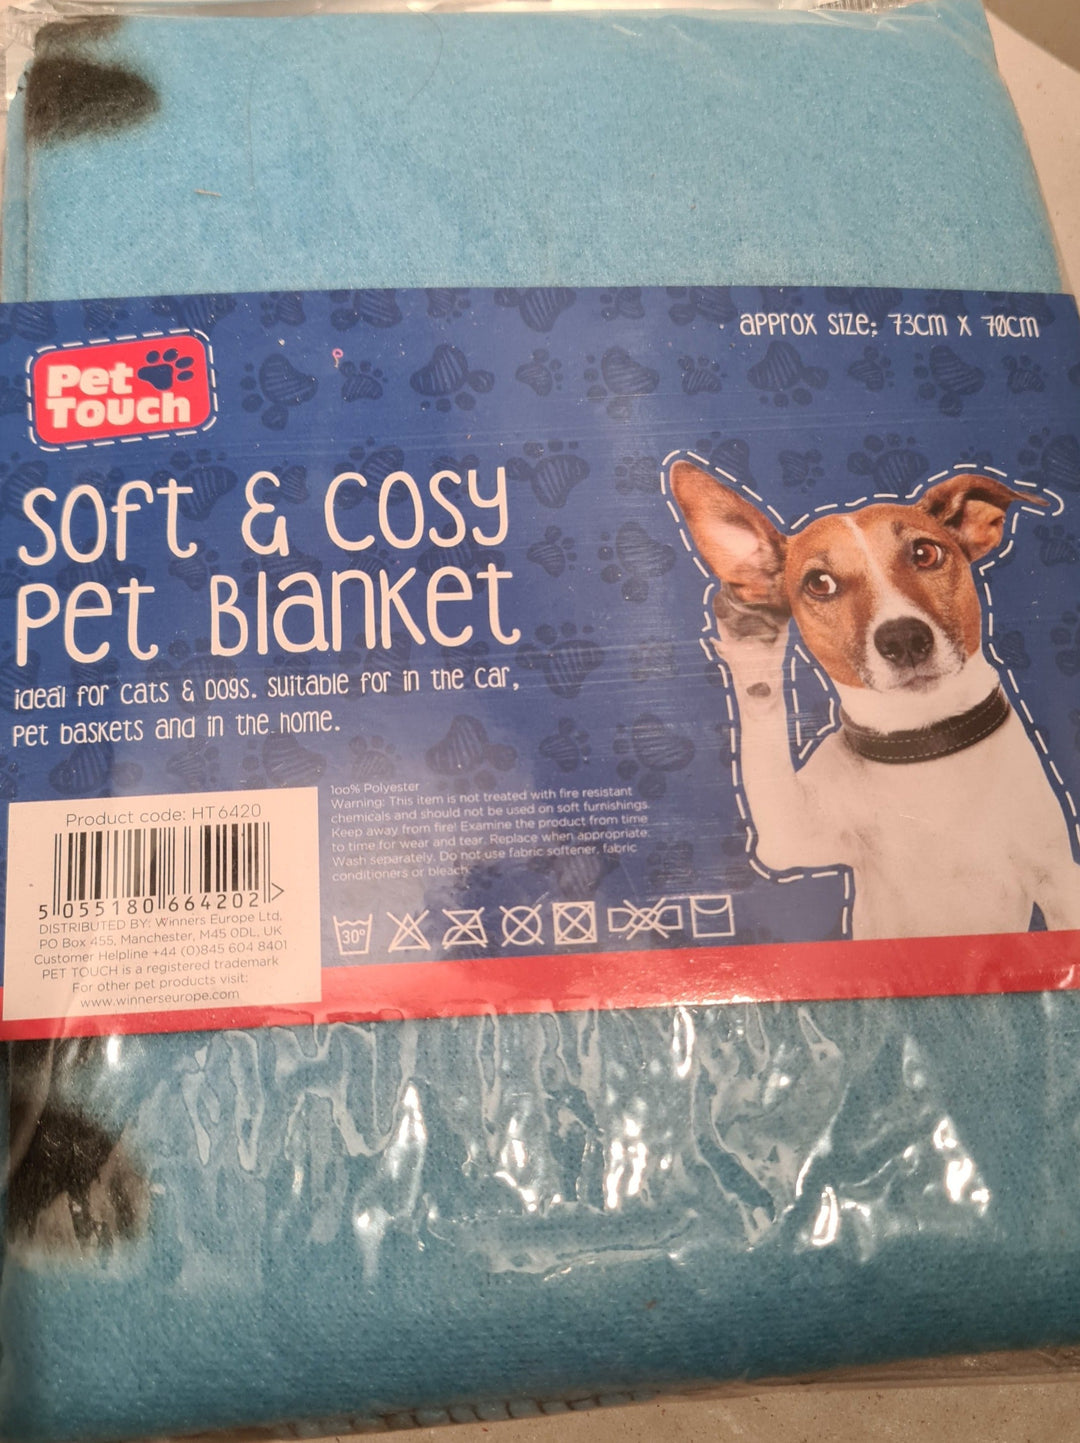 approx size: 73cm x 70cm
Pet
Touch
soft & cosy
pet blanket
ideal for cats & dogs. suitable for in the car,
pet baskets and in the home.
100% Polyester
Warning: This item is not treated with fire resistant
chemicals and should not be used on soft furnishings.
Keep away from fire! Examine the product from time
to time for wear and tear. Replace when appropriate.
Wash separately. Do not use fabric softener, fabric
conditioners or bleach.
30°
Product code: HT6420
5 055180 664202 >
DISTRIBUTED BY: Winners Europe Ltd,
PO Box 455, Manchester, M45 0DL, UK
Customer Helpline +44 (0)845 604 8401
PET TOUCH is a registered trademark
For other pet products visit:
www.winnerseurope.com